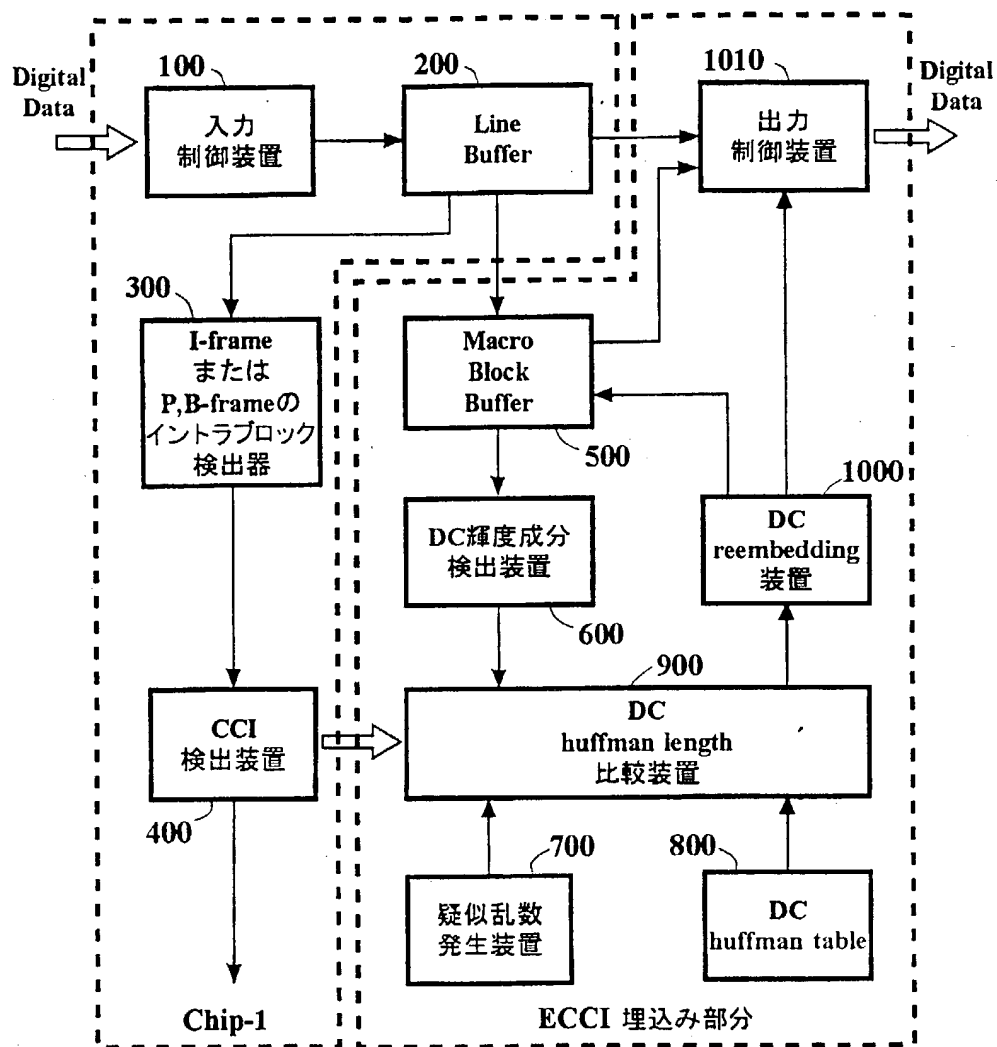 100
200
1010
Digital
Data
入力
制御装置
Line
Buffer
出力
制御装置
Digital
Data
300
I-frame
または
P,B-frameの
イントラブロック
検出器
Macro
Block
Buffer
500
1000
DC輝度成分
検出装置
DC
reembedding
装置
600
900
CCI
検出装置
DC
huffman length
比較装置
400
700
800
疑似乱数
発生装置
DC
huffman table
Chip-1
ECCI 埋込み部分